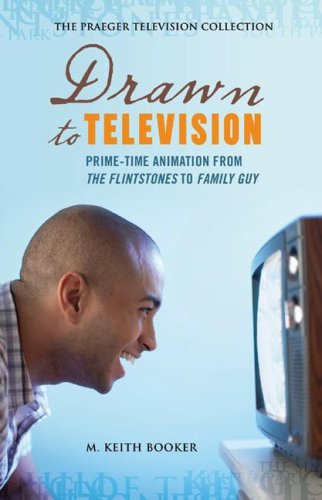 THE PRAEGER TELEVISION COLLECTION
Drawn
to TELEVISION
PRIME-TIME ANIMATION FROM
THE FLINTSTONES TO FAMILY GUY
M. KEITH BOOKER